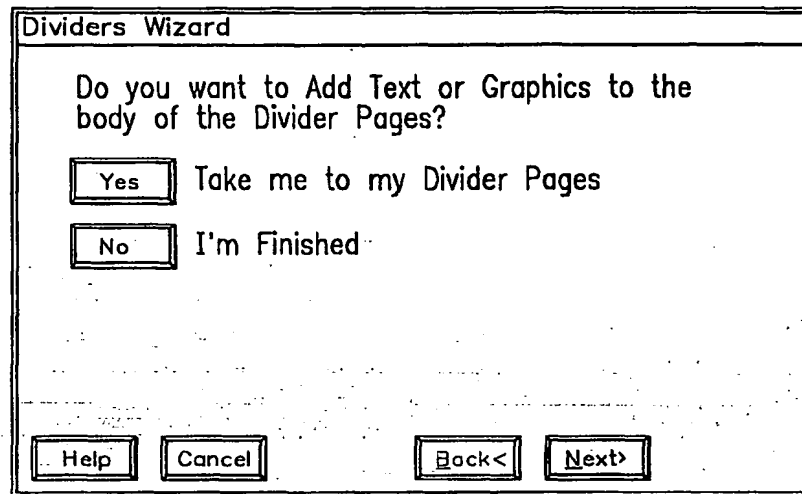 Dividers Wizard
Do you want to Add Text or Graphics to the
body of the Divider Pages?
Yes Take me to my Divider Pages
No I'm Finished
Help Cancel Back< Next>